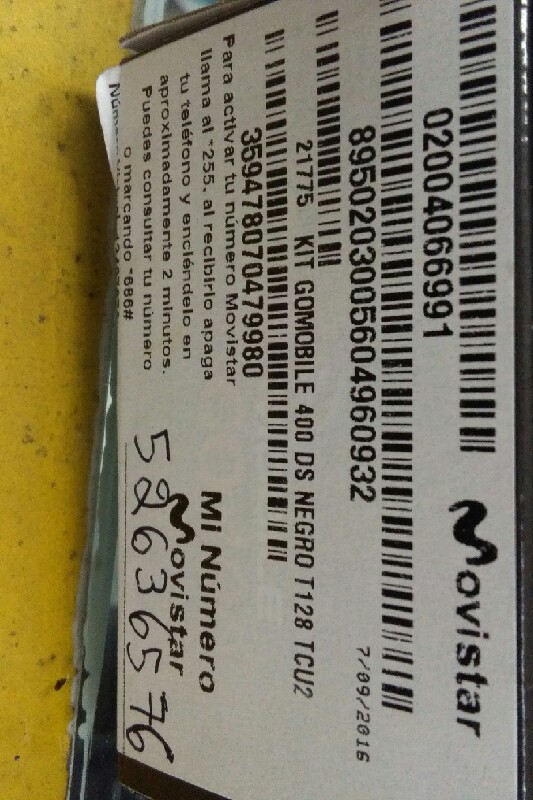 02004066991
Movistar
8950203005604960932
7/09/2016
21775 KIT GOMOBILE 400 DS NEGRO T128 TCU2
359478070479980
Para activar tu número Movistar
llama al *255, al recibirlo apaga
tu teléfono y enciéndelo en
aproximadamente 2 minutos.
Puedes consultar tu número
o marcando *686#
MI Número
Movistar
52636576